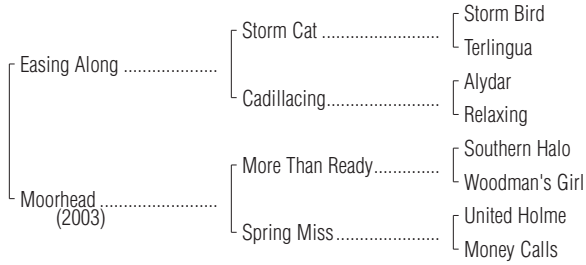 Storm Bird
Storm Cat ........................
Terlingua
Easing Along ....................
Alydar
Cadillacing........................
Relaxing
Southern Halo
More Than Ready..............
Woodman's Girl
Moorhead.........................
(2003)
United Holme
Spring Miss......................
Money Calls